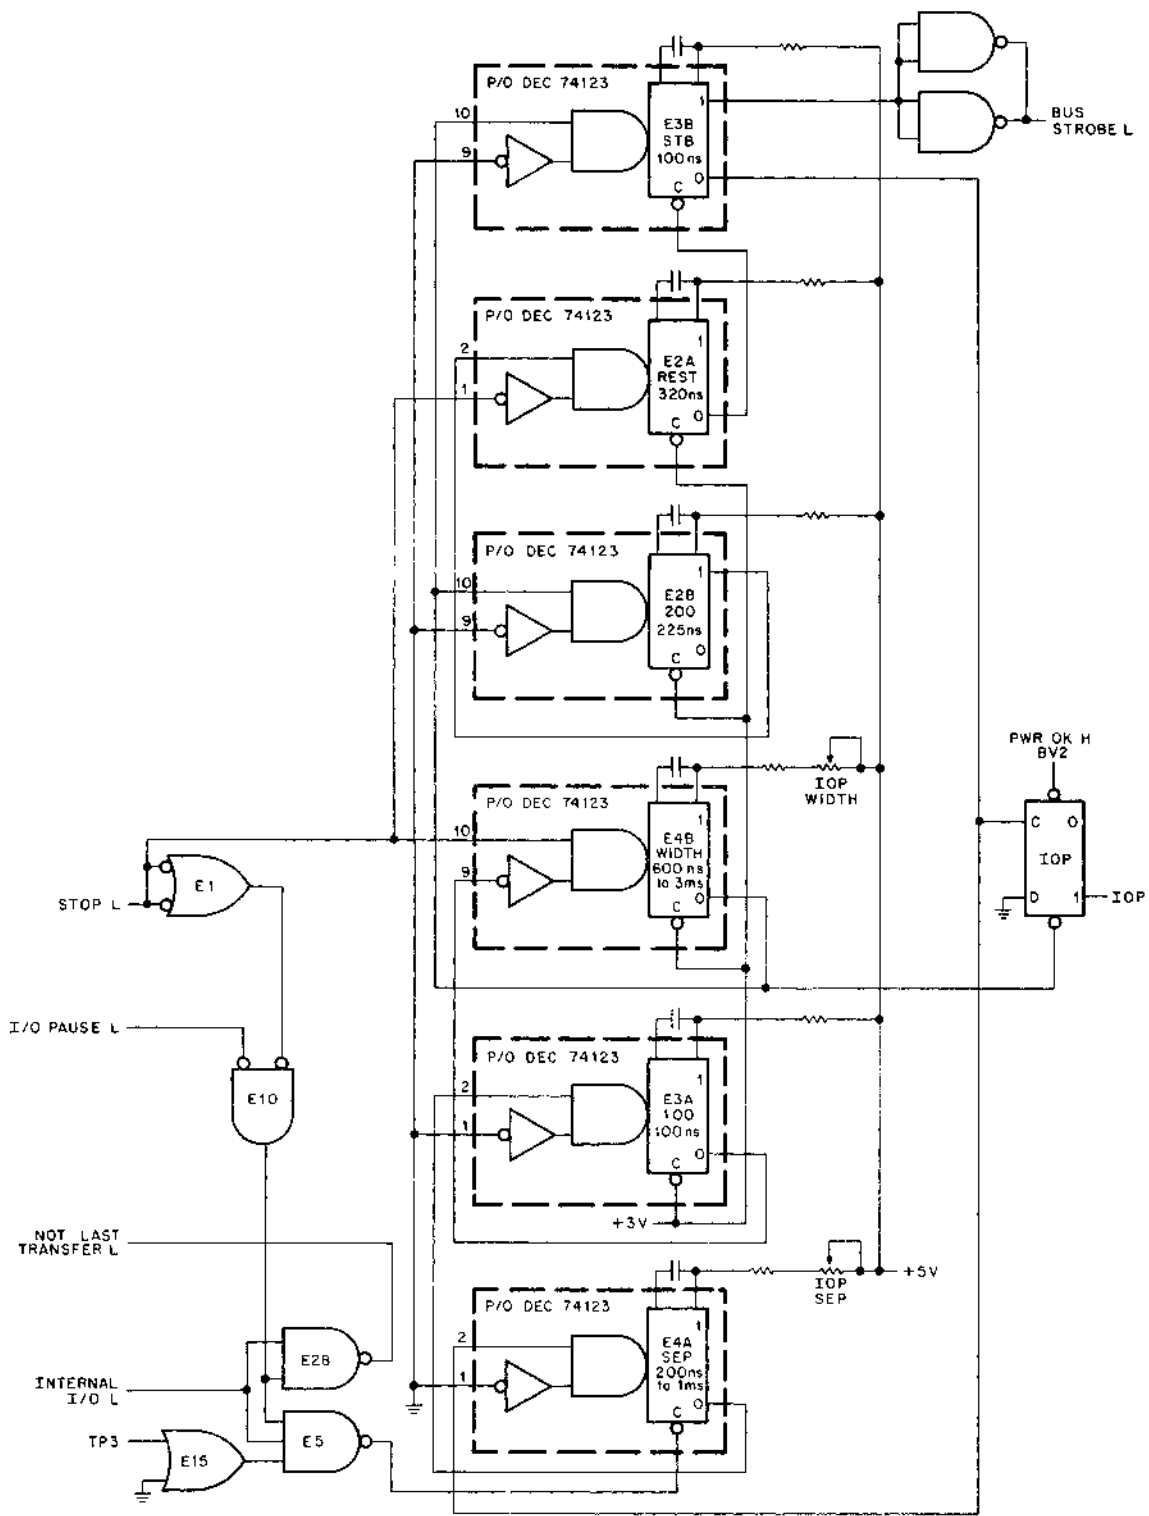 P/O DEC 74123
10
9
E3B
STB
100ns
1
0
C
BUS
STROBE L
P/O DEC 74123
2
1
E2A
REST
320ns
1
0
C
P/O DEC 74123
10
9
E2B
200
225ns
1
0
C
PWR OK H
BV2
IOP
WIDTH
P/O DEC 74123
10
9
E4B
WIDTH
600ns
to 3ms
1
0
C
C 0
IOP
D 1
IOP
E1
STOP L
I/O PAUSE L
E10
P/O DEC 74123
2
1
E3A
100
100ns
1
0
C
+3V
NOT LAST
TRANSFER L
+5V
IOP
SEP
P/O DEC 74123
2
1
E4A
SEP
200ns
to 1ms
1
0
C
E28
INTERNAL
I/O L
E5
TP3
E15